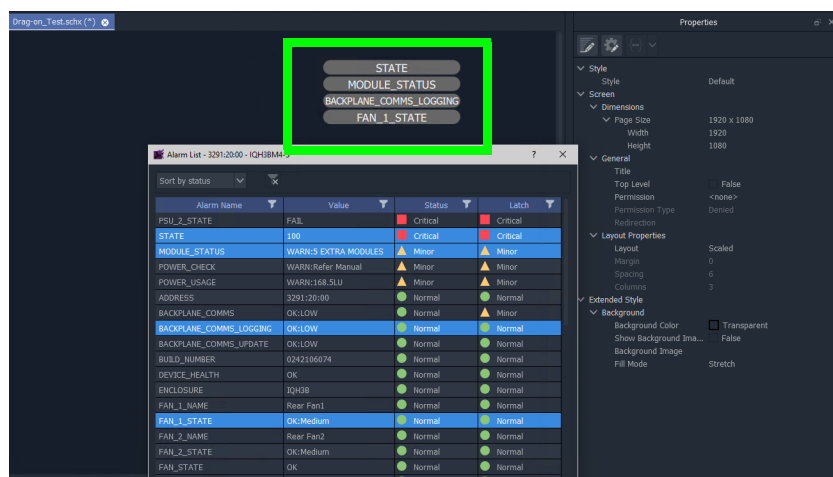 Drag-on_Test.schx (*)
Properties
STATE
MODULE_STATUS
BACKPLANE_COMMS_LOGGING
FAN_1_STATE
Style
Style Default
Screen
Dimensions
Page Size 1920 x 1080
Width 1920
Height 1080
General
Title
Top Level False
Permission <none>
Permission Type Denied
Redirection
Layout Properties
Layout Scaled
Margin 0
Spacing 6
Columns 3
Extended Style
Background
Background Color Transparent
Show Background Ima... False
Background Image
Fill Mode Stretch
Alarm List - 3291:20:00 - IQH3BM4-S ? X
Sort by status
Alarm Name Value Status Latch
PSU_2_STATE FAIL Critical Critical
STATE 100 Critical Critical
MODULE_STATUS WARN:5 EXTRA MODULES Minor Minor
POWER_CHECK WARN:Refer Manual Minor Minor
POWER_USAGE WARN:168.5LU Minor Minor
ADDRESS 3291:20:00 Normal Normal
BACKPLANE_COMMS OK:LOW Normal Minor
BACKPLANE_COMMS_LOGGING OK:LOW Normal Normal
BACKPLANE_COMMS_UPDATE OK:LOW Normal Normal
BUILD_NUMBER 0242106074 Normal Normal
DEVICE_HEALTH OK Normal Normal
ENCLOSURE IQH3B Normal Normal
FAN_1_NAME Rear Fan1 Normal Normal
FAN_1_STATE OK:Medium Normal Normal
FAN_2_NAME Rear Fan2 Normal Normal
FAN_2_STATE OK:Medium Normal Normal
FAN_STATE OK Normal Normal